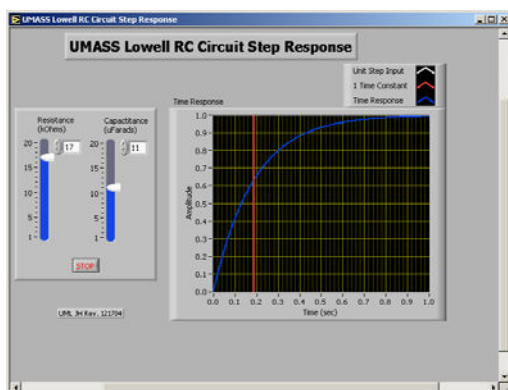 UMASS Lowell RC Circuit Step Response
UMASS Lowell RC Circuit Step Response
Unit Step Input
1 Time Constant
Time Response
Resistance
(kOhms)
17
20
15
10
5
1
Capactitance
(uFarads)
11
20
15
10
5
1
STOP
UML JH Rev. 121704
Time Response
Amplitude
1.0
0.9
0.8
0.7
0.6
0.5
0.4
0.3
0.2
0.1
0.0
0.0 0.1 0.2 0.3 0.4 0.5 0.6 0.7 0.8 0.9 1.0
Time (sec)